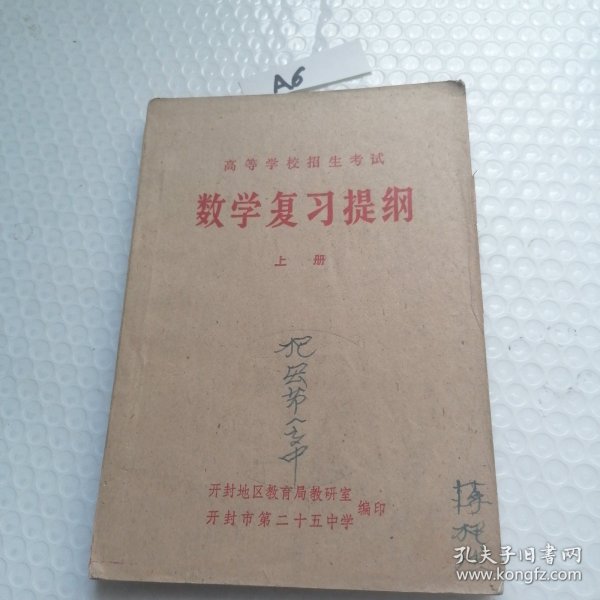 A6
高等学校招生考试
数学复习提纲
上 册
开封地区教育局教研室
开封市第二十五中学
编印
孔夫子旧书网
www.kongfz.com